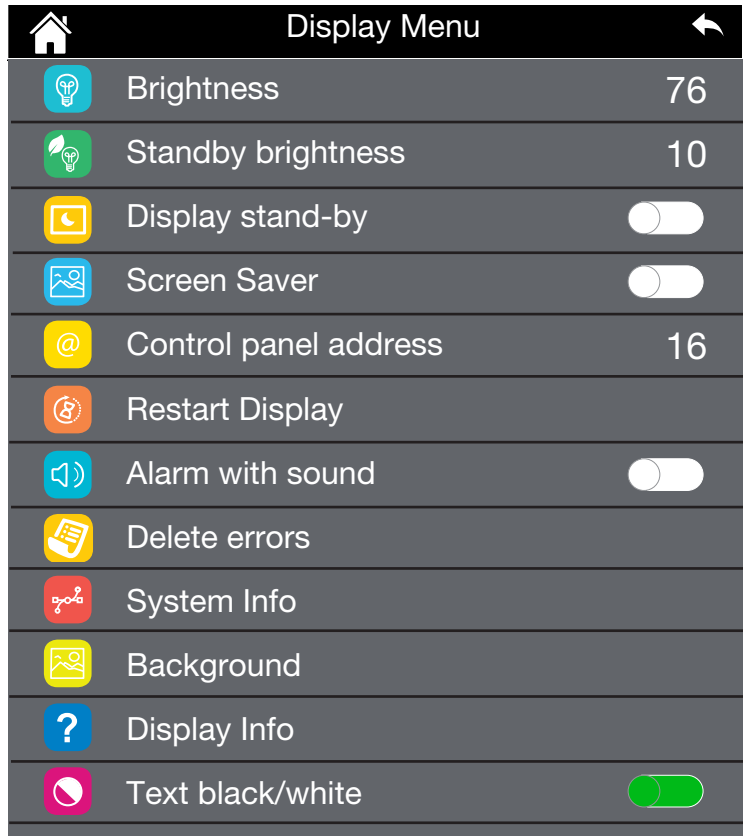 Display Menu
Brightness 76
Standby brightness 10
Display stand-by
Screen Saver
@ Control panel address 16
Restart Display
Alarm with sound
Delete errors
System Info
Background
? Display Info
Text black/white